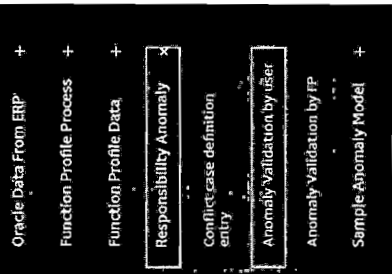 Oracle Data From ERP +
Function Profile Process +
Function Profile Data +
Responsibility Anomaly ×
Conflict case definition
entry
Anomaly Validation by user
Anomaly Validation by FP
Sample Anomaly Model +